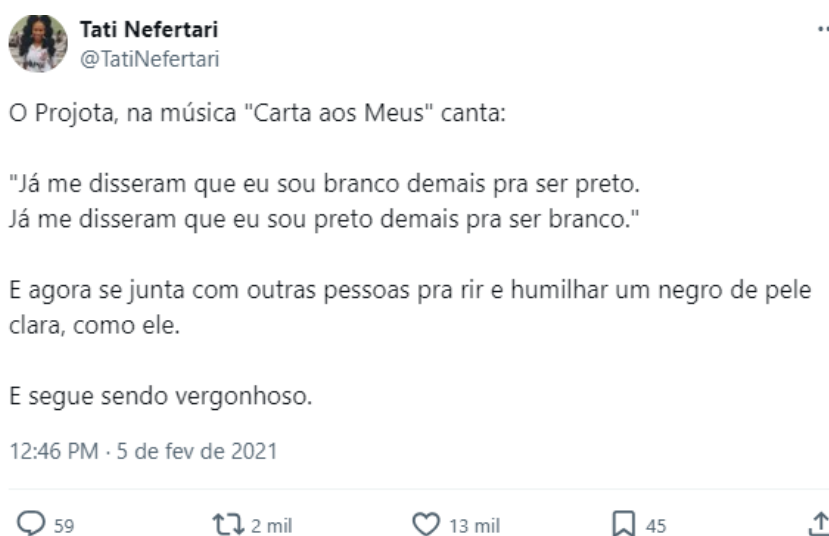 Tati Nefertari
@TatiNefertari
O Projota, na música "Carta aos Meus" canta:
"Já me disseram que eu sou branco demais pra ser preto.
Já me disseram que eu sou preto demais pra ser branco."
E agora se junta com outras pessoas pra rir e humilhar um negro de pele
clara, como ele.
E segue sendo vergonhoso.
12:46 PM · 5 de fev de 2021
59 2 mil 13 mil 45